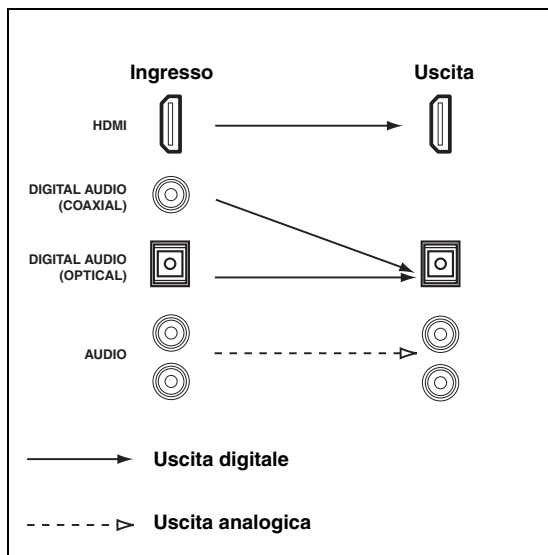 Ingresso
Uscita
HDMI
DIGITAL AUDIO
(COAXIAL)
DIGITAL AUDIO
(OPTICAL)
AUDIO
Uscita digitale
Uscita analogica